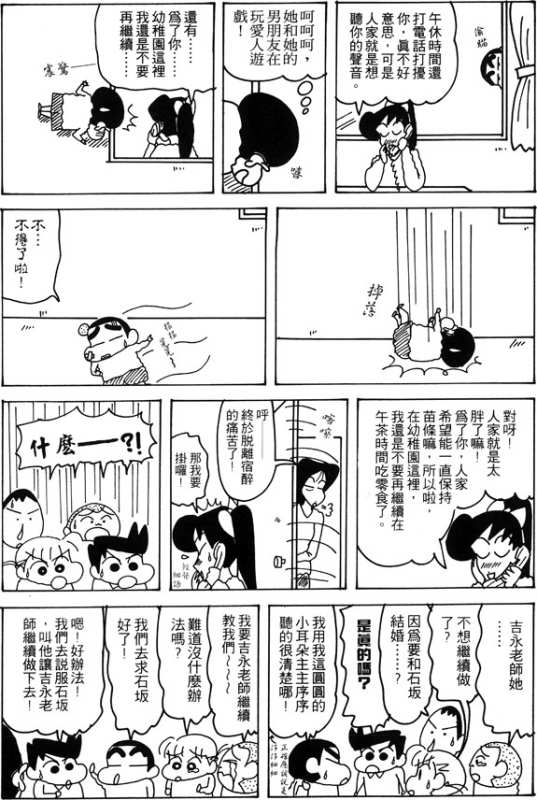 午休時間還
打電話打擾
你，真不好
意思，可是
人家就是想
聽你的聲音。
偷瞄
呵呵呵，
她和她的
男朋友在
玩愛人遊
戲！
還有……
為了你……
幼稚園這裡
我還是不要
再繼續……
震驚
掉落
不…
不得了啦！
對呀！
人家就是太
胖了嘛！
為了你，人家
希望能一直保持
苗條嘛，所以啦，
在幼稚園這裡，
我還是不要再繼續在
午茶時間吃零食了。
呼——
終於脫離宿醉
的痛苦了！
那我要
掛囉！
什麼——?!
……
吉永老師她
不想繼續做
了？
因為要和石坂
結婚……？
是真的嗎？
我用我這圓圓的
小耳朵主主序序
聽的很清楚哪！
我要吉永老師繼續
教我們～～～
難道沒什麼辦
法嗎？
我們去求石坂
好了！
嗯！好辦法！
我們去說服石坂
，叫他讓吉永老
師繼續做下去！